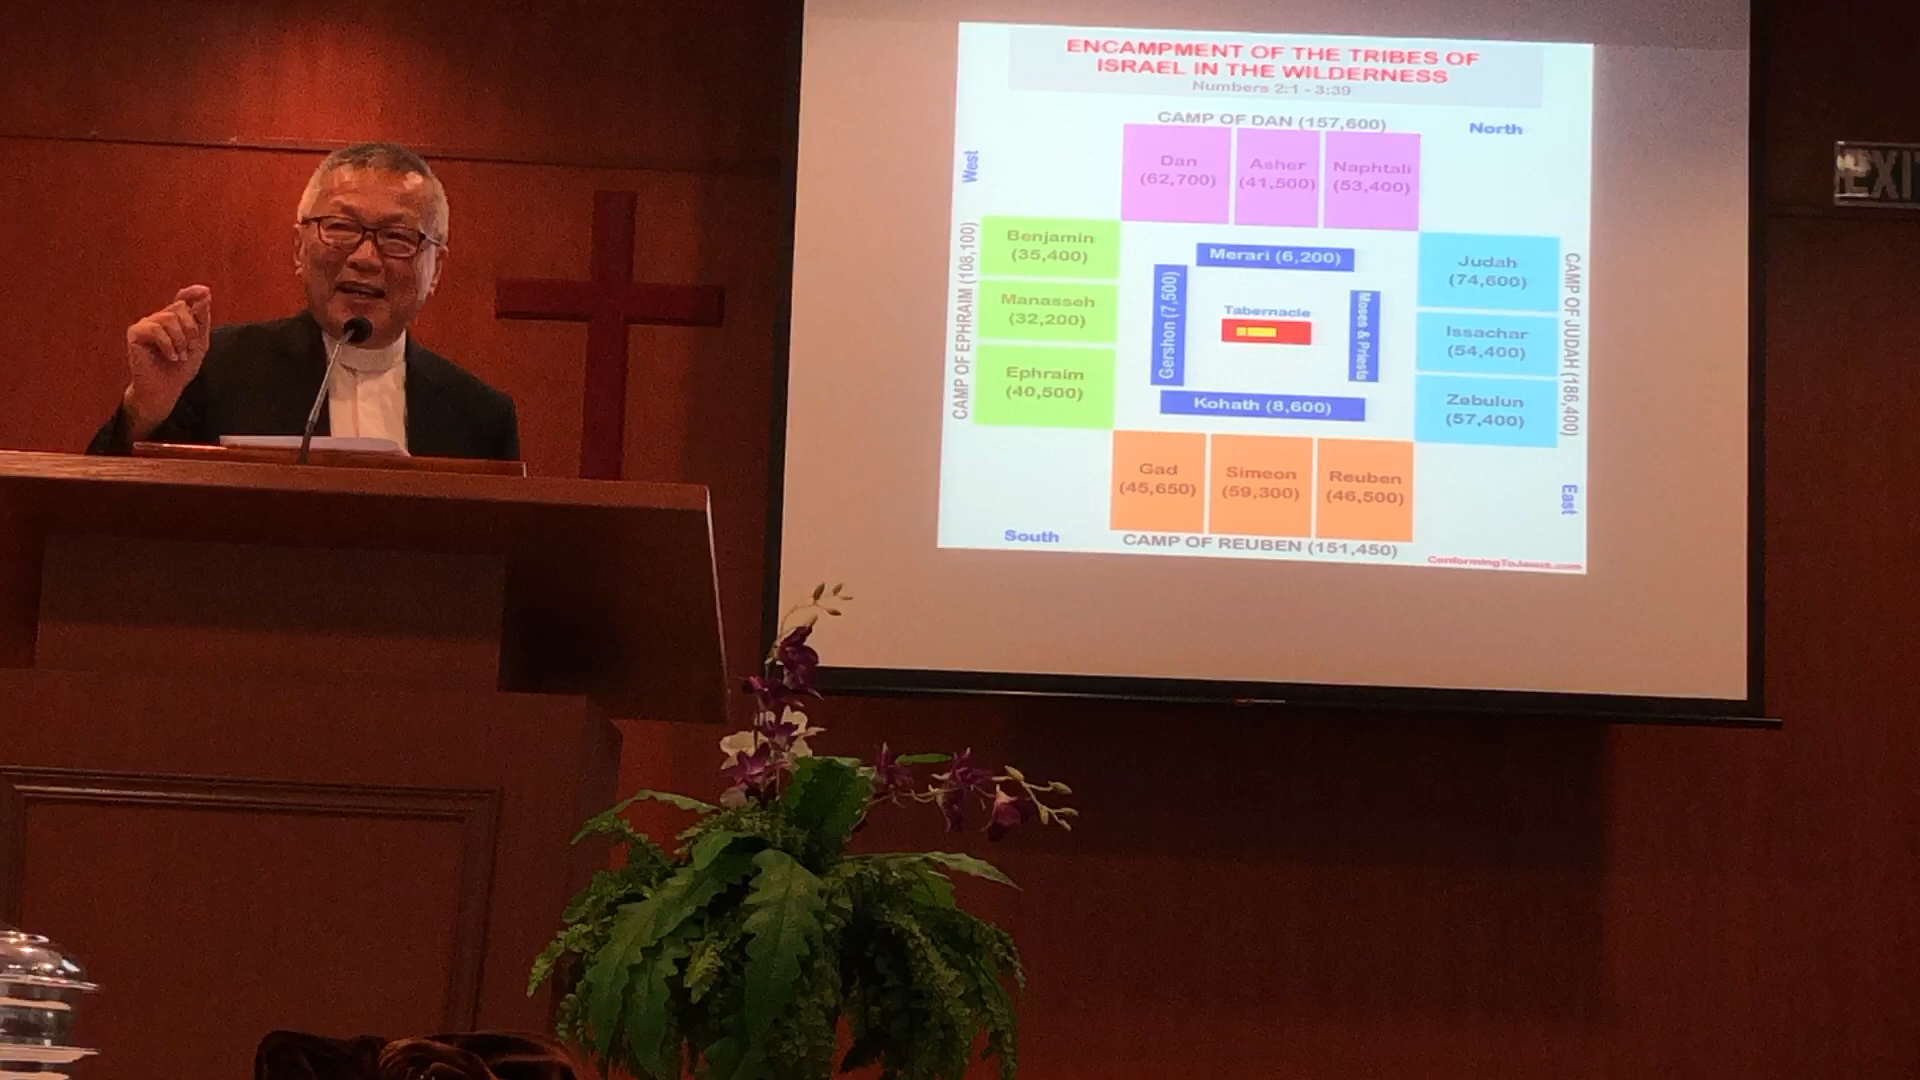 ENCAMPMENT OF THE TRIBES OF
ISRAEL IN THE WILDERNESS
Numbers 2:1 - 3:39
CAMP OF DAN (157,600)
North
West
Dan
(62,700)
Asher
(41,500)
Naphtali
(53,400)
CAMP OF EPHRAIM (108,100)
Benjamin
(35,400)
Manasseh
(32,200)
Ephraim
(40,500)
Merari (6,200)
Gershon (7,500)
Tabernacle
Moses & Priests
Kohath (8,600)
Judah
(74,600)
Issachar
(54,400)
Zebulun
(57,400)
CAMP OF JUDAH (186,400)
East
Gad
(45,650)
Simeon
(59,300)
Reuben
(46,500)
South
CAMP OF REUBEN (151,450)
ConformingToJesus.com
EXI